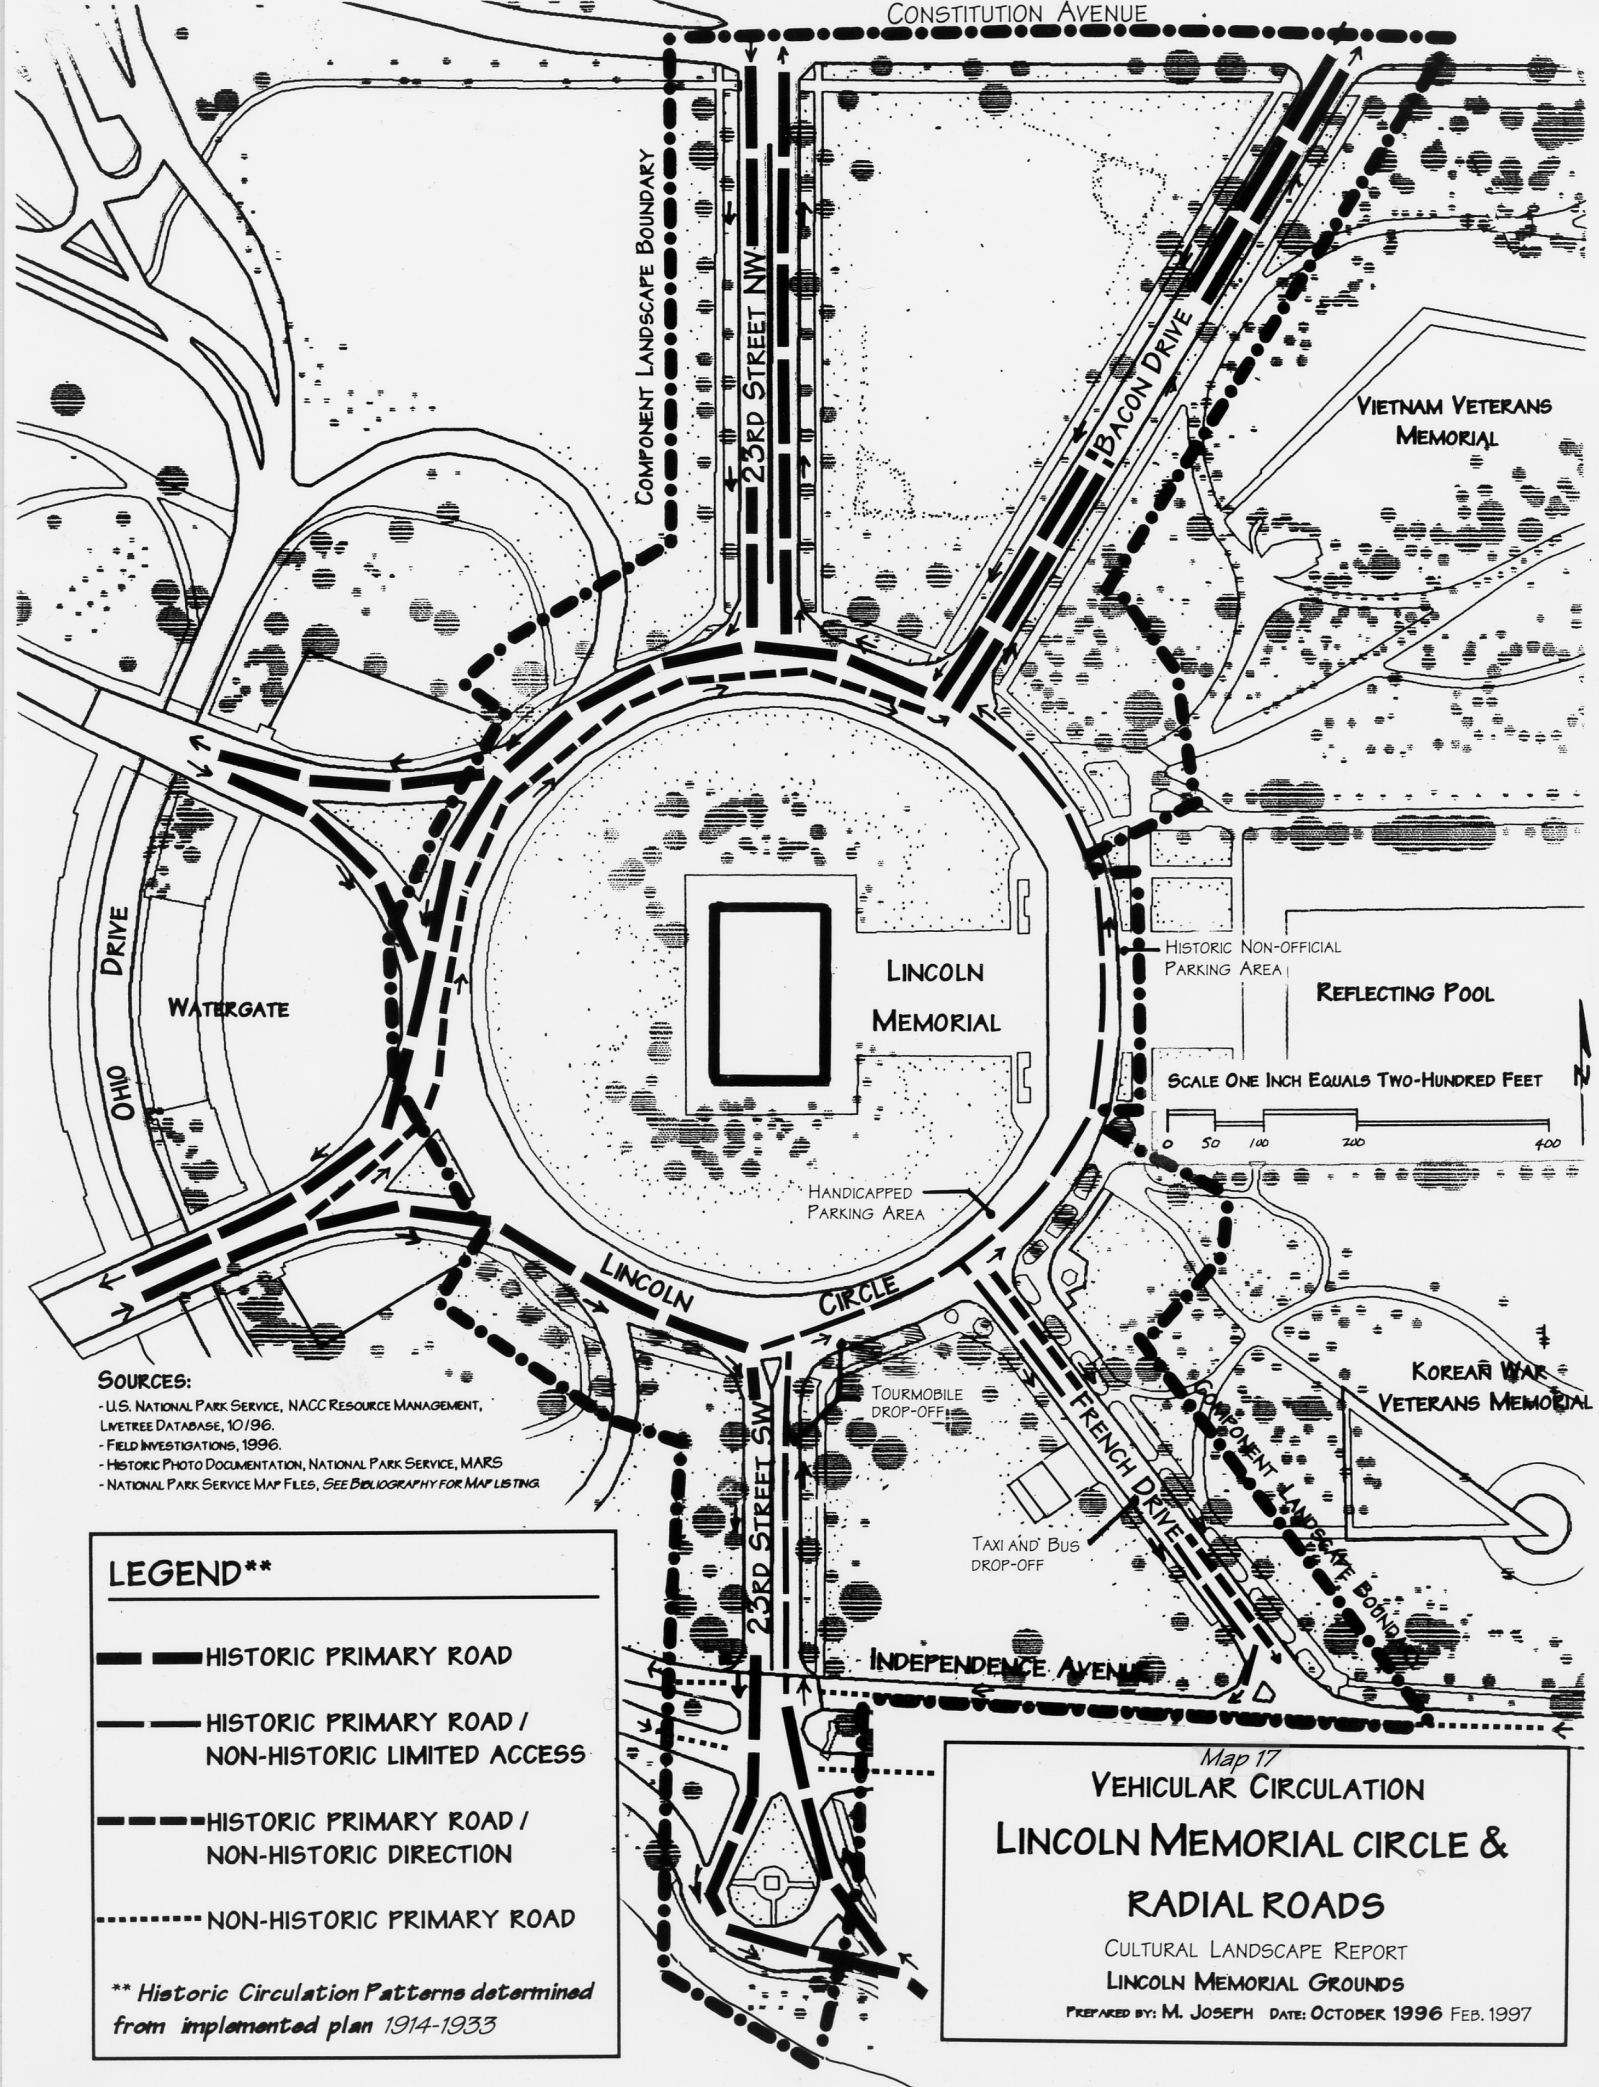 CONSTITUTION AVENUE
COMPONENT LANDSCAPE BOUNDARY
23RD STREET NW
BACON DRIVE
VIETNAM VETERANS
MEMORIAL
OHIO DRIVE
WATERGATE
LINCOLN
MEMORIAL
HISTORIC NON-OFFICIAL
PARKING AREA
REFLECTING POOL
SCALE ONE INCH EQUALS TWO-HUNDRED FEET
0 50 100 200 400
N
HANDICAPPED
PARKING AREA
LINCOLN CIRCLE
TOURMOBILE
DROP-OFF
23RD STREET SW
FRENCH DRIVE
TAXI AND BUS
DROP-OFF
KOREAN WAR
VETERANS MEMORIAL
COMPONENT LANDSCAPE
INDEPENDENCE AVENUE
SOURCES:
- U.S. NATIONAL PARK SERVICE, NACC RESOURCE MANAGEMENT,
LIVETREE DATABASE, 10/96.
- FIELD INVESTIGATIONS, 1996.
- HISTORIC PHOTO DOCUMENTATION, NATIONAL PARK SERVICE, MARS
- NATIONAL PARK SERVICE MAP FILES, SEE BIBLIOGRAPHY FOR MAP LISTING.
LEGEND**
HISTORIC PRIMARY ROAD
HISTORIC PRIMARY ROAD /
NON-HISTORIC LIMITED ACCESS
HISTORIC PRIMARY ROAD /
NON-HISTORIC DIRECTION
NON-HISTORIC PRIMARY ROAD
** Historic Circulation Patterns determined
from implemented plan 1914-1933
Map 17
VEHICULAR CIRCULATION
LINCOLN MEMORIAL CIRCLE &
RADIAL ROADS
CULTURAL LANDSCAPE REPORT
LINCOLN MEMORIAL GROUNDS
PREPARED BY: M. JOSEPH DATE: OCTOBER 1996 FEB. 1997